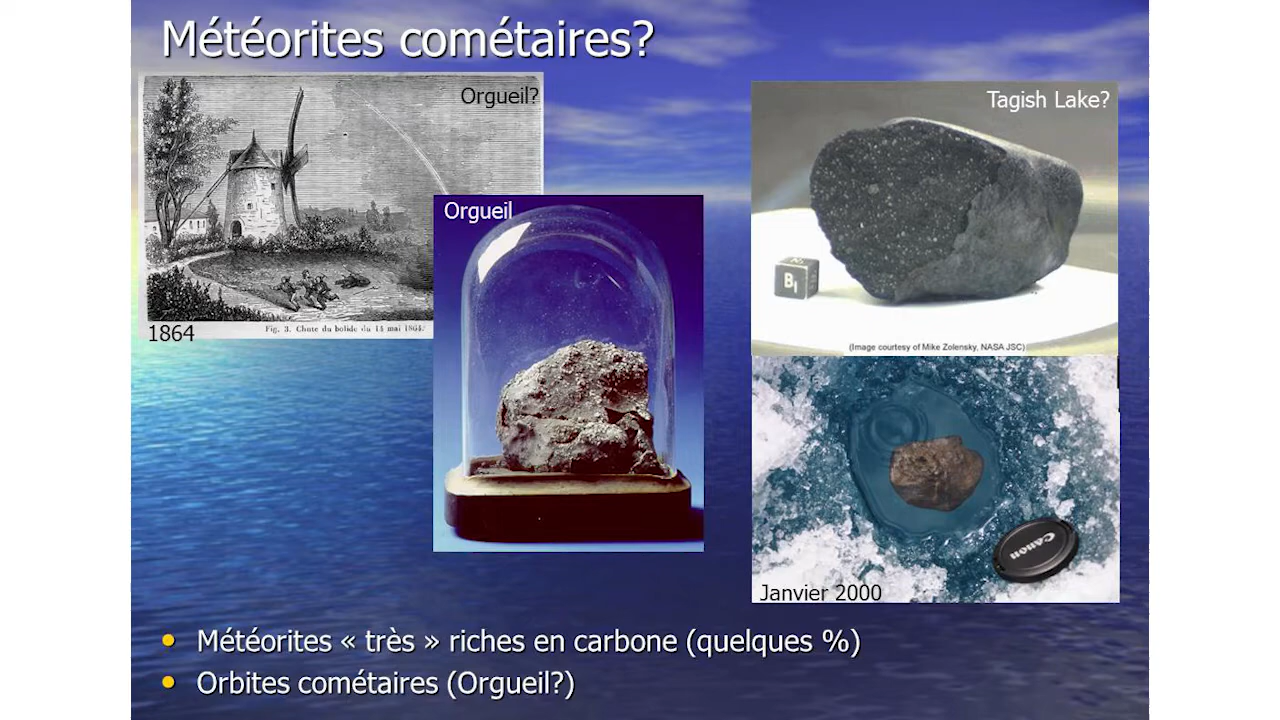 Météorites cométaires?
Orgueil?
1864
Fig. 3. Chute du bolide du 14 mai 1864.
Orgueil
Tagish Lake?
B1
(Image courtesy of Mike Zolensky, NASA JSC)
Canon
Janvier 2000
• Météorites « très » riches en carbone (quelques %)
• Orbites cométaires (Orgueil?)